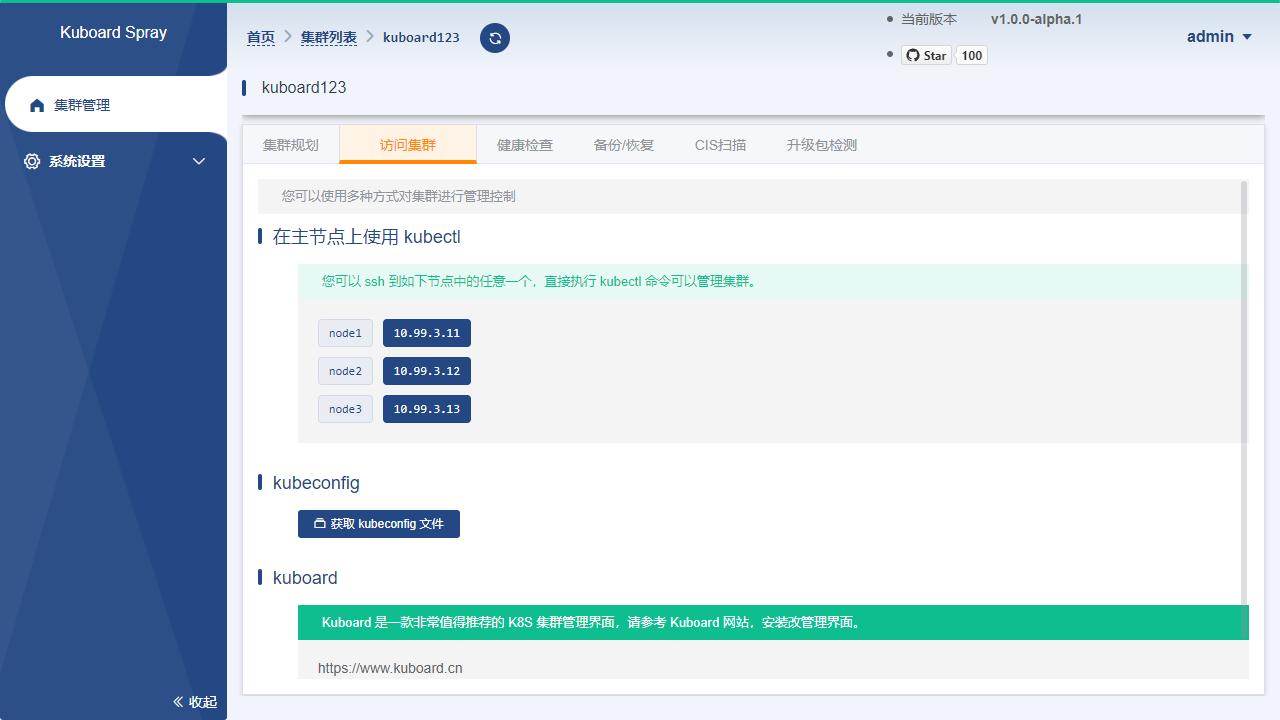 Kuboard Spray
集群管理
系统设置
收起
首页 集群列表 kuboard123
当前版本 v1.0.0-alpha.1
Star 100
admin
kuboard123
集群规划 访问集群 健康检查 备份/恢复 CIS扫描 升级包检测
您可以使用多种方式对集群进行管理控制
在主节点上使用 kubectl
您可以 ssh 到如下节点中的任意一个，直接执行 kubectl 命令可以管理集群。
node1 10.99.3.11
node2 10.99.3.12
node3 10.99.3.13
kubeconfig
获取 kubeconfig 文件
kuboard
Kuboard 是一款非常值得推荐的 K8S 集群管理界面，请参考 Kuboard 网站，安装改管理界面。
https://www.kuboard.cn